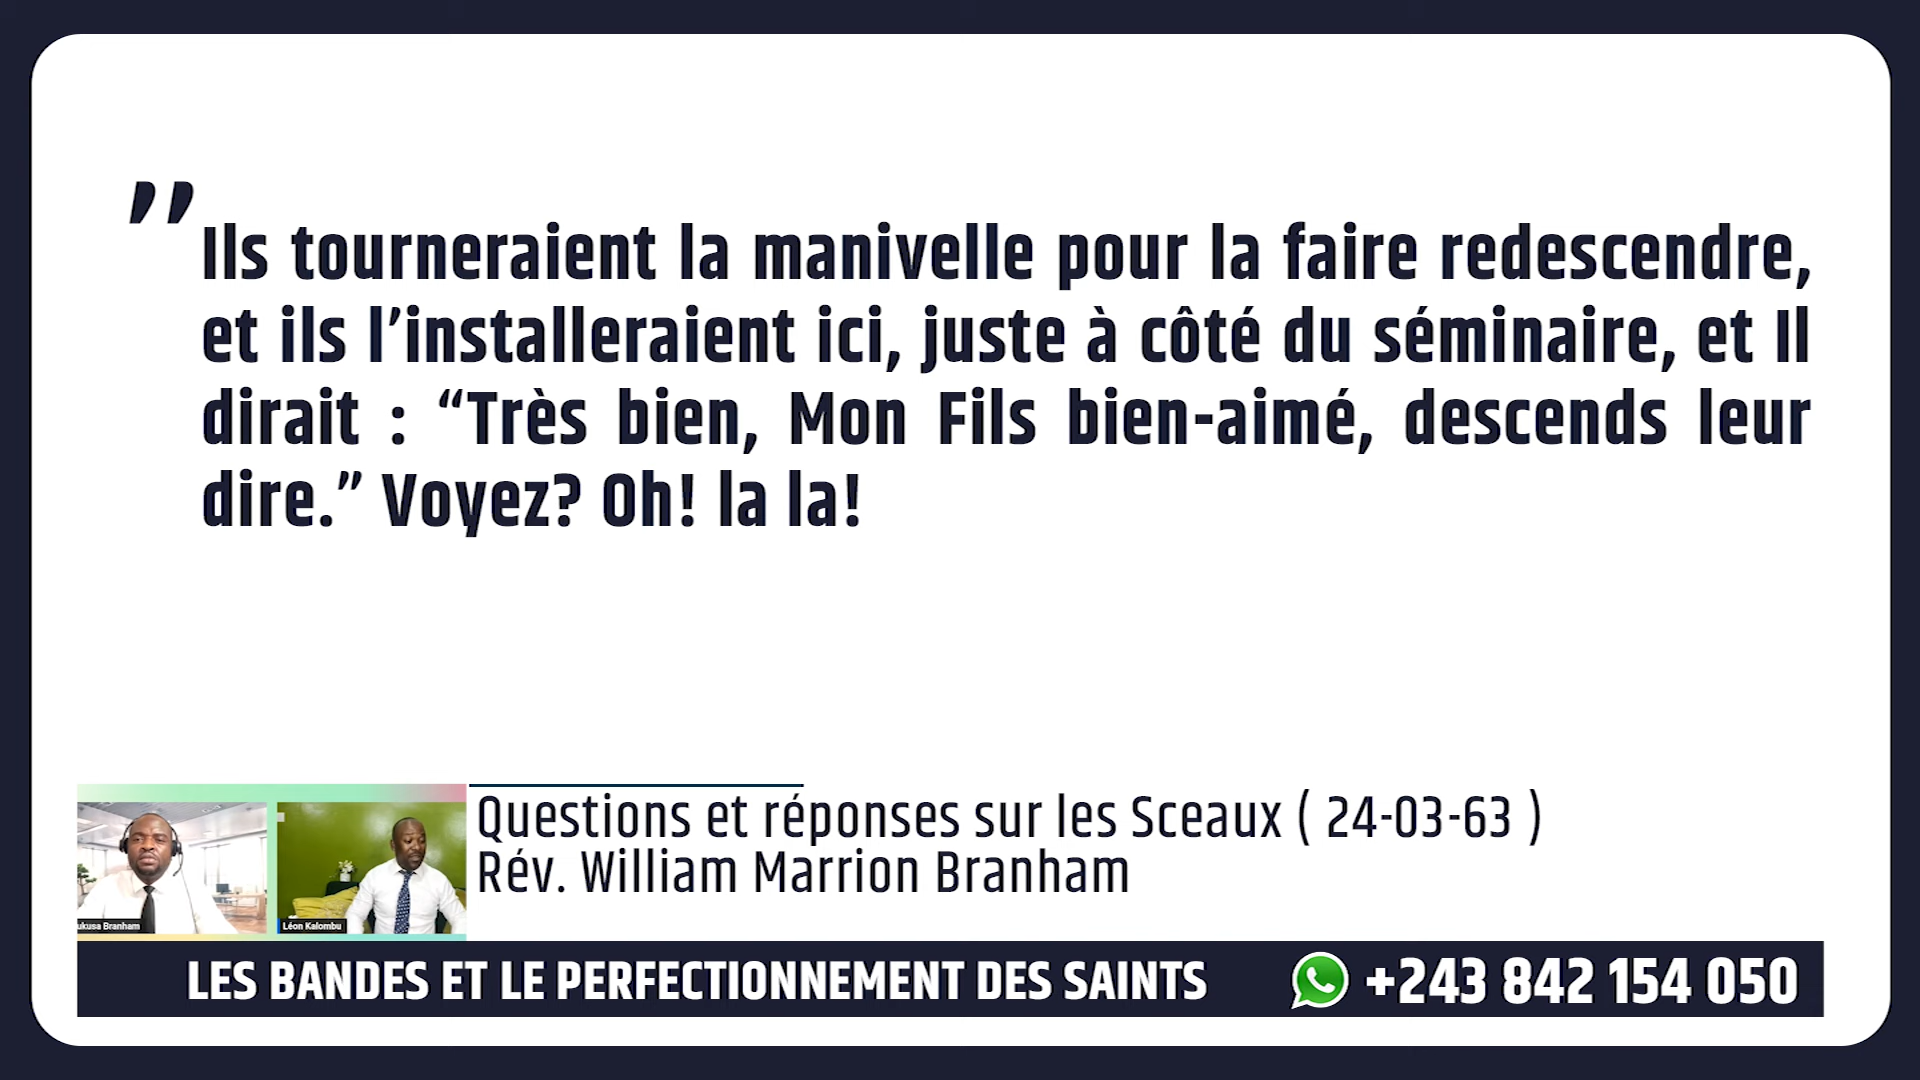 ”
Ils tourneraient la manivelle pour la faire redescendre,
et ils l’installeraient ici, juste à côté du séminaire, et Il
dirait : “Très bien, Mon Fils bien-aimé, descends leur
dire.” Voyez? Oh! la la!
Questions et réponses sur les Sceaux ( 24-03-63 )
Rév. William Marrion Branham
ukusa Branham
Léon Kalombu
LES BANDES ET LE PERFECTIONNEMENT DES SAINTS
+243 842 154 050